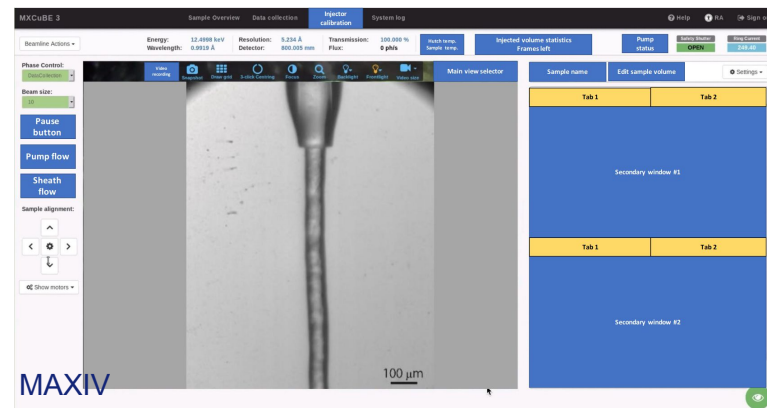 MXCuBE 3
Sample Overview
Data collection
Injector
calibration
System log
Help
RA
Sign o
Beamline Actions
Energy: 12.4998 keV
Wavelength: 0.9919 Å
Resolution: 5.234 Å
Detector: 800.005 mm
Transmission: 100.000 %
Flux: 0 ph/s
Hutch temp.
Sample temp.
Injected volume statistics
Frames left
Pump
status
Safety Shutter
OPEN
Ring Current
249.40
Phase Control:
DataCollection
Beam size:
10
Pause
button
Pump flow
Sheath
flow
Sample alignment:
Show motors
Video
recording
Snapshot
Draw grid
3-click Centring
Focus
Zoom
Backlight
Frontlight
Video size
Main view selector
Sample name
Edit sample volume
Settings
Tab 1
Tab 2
Secondary window #1
Tab 1
Tab 2
Secondary window #2
100 µm
MAXIV